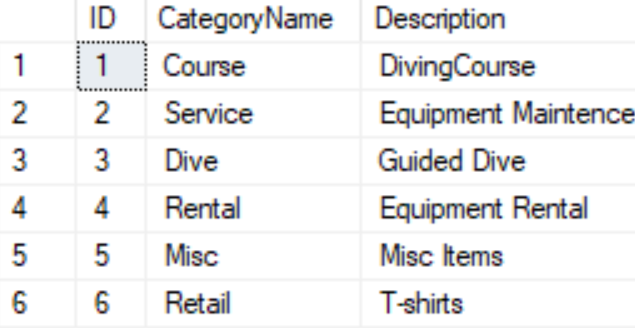 ID CategoryName Description
1 1 Course DivingCourse
2 2 Service Equipment Maintence
3 3 Dive Guided Dive
4 4 Rental Equipment Rental
5 5 Misc Misc Items
6 6 Retail T-shirts